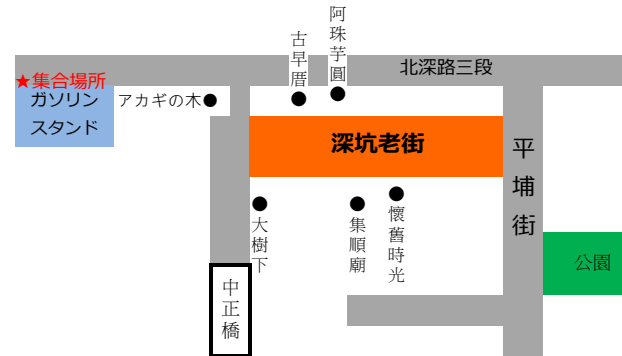 阿珠芋圓
古早厝
北深路三段
★集合場所
ガソリン
スタンド
アカギの木●
深坑老街
平埔街
大樹下
集順廟
懷舊時光
公園
中正橋